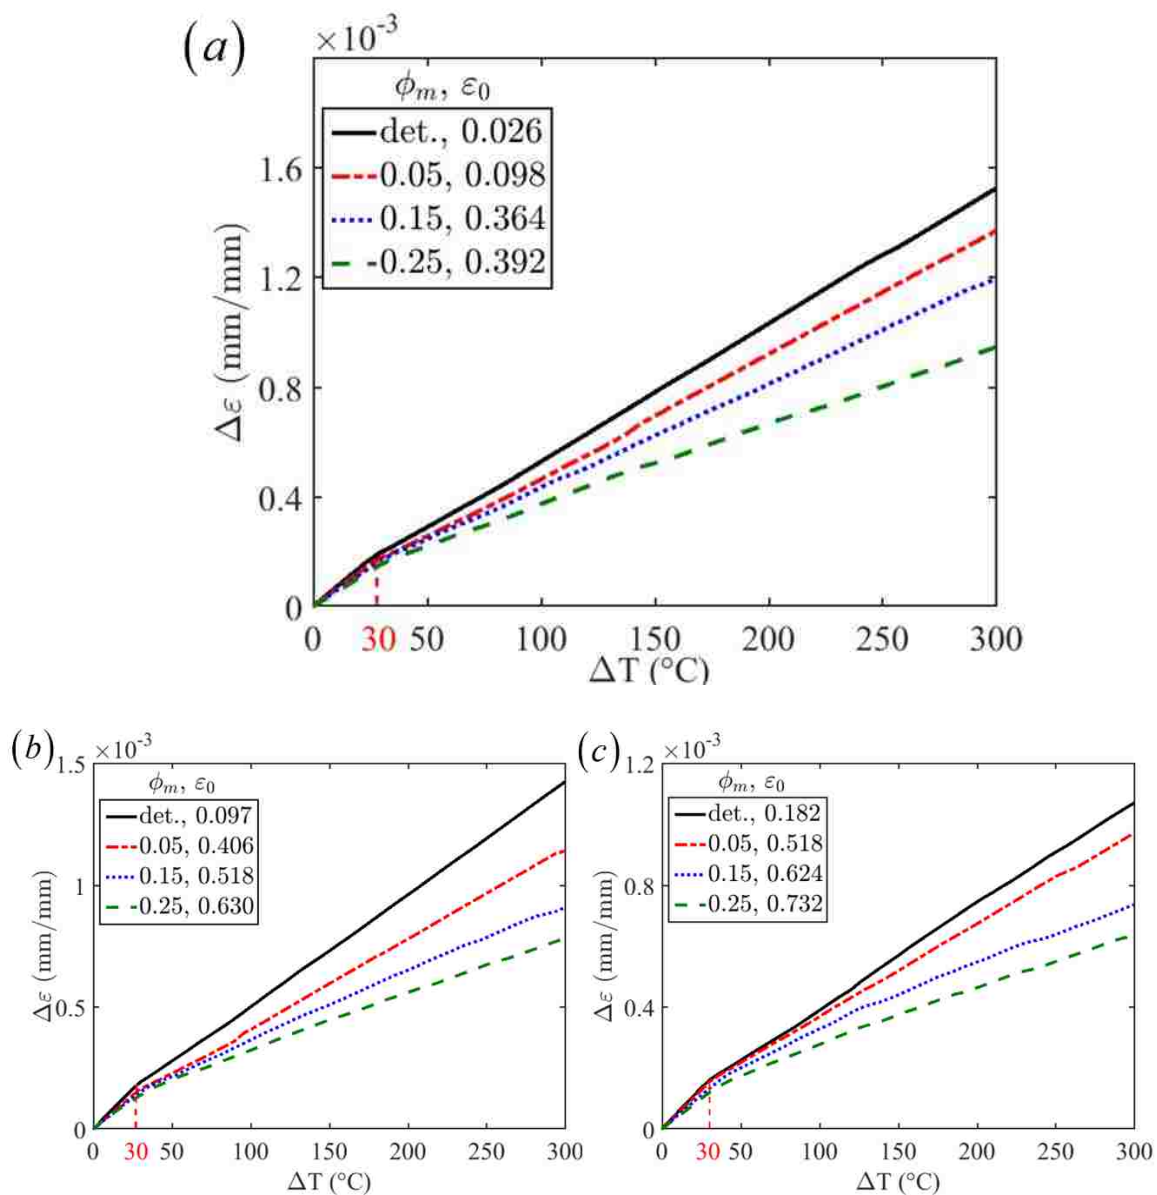 (a)
×10⁻³
ϕₘ, ε₀
det., 0.026
0.05, 0.098
0.15, 0.364
0.25, 0.392
1.6
1.2
0.8
0.4
0
Δε (mm/mm)
0 30 50 100 150 200 250 300
ΔT (°C)
(b)
×10⁻³
1.5
ϕₘ, ε₀
det., 0.097
0.05, 0.406
0.15, 0.518
0.25, 0.630
1
0.5
0
Δε (mm/mm)
0 30 50 100 150 200 250 300
ΔT (°C)
(c)
×10⁻³
1.2
ϕₘ, ε₀
det., 0.182
0.05, 0.518
0.15, 0.624
0.25, 0.732
0.8
0.4
0
Δε (mm/mm)
0 30 50 100 150 200 250 300
ΔT (°C)